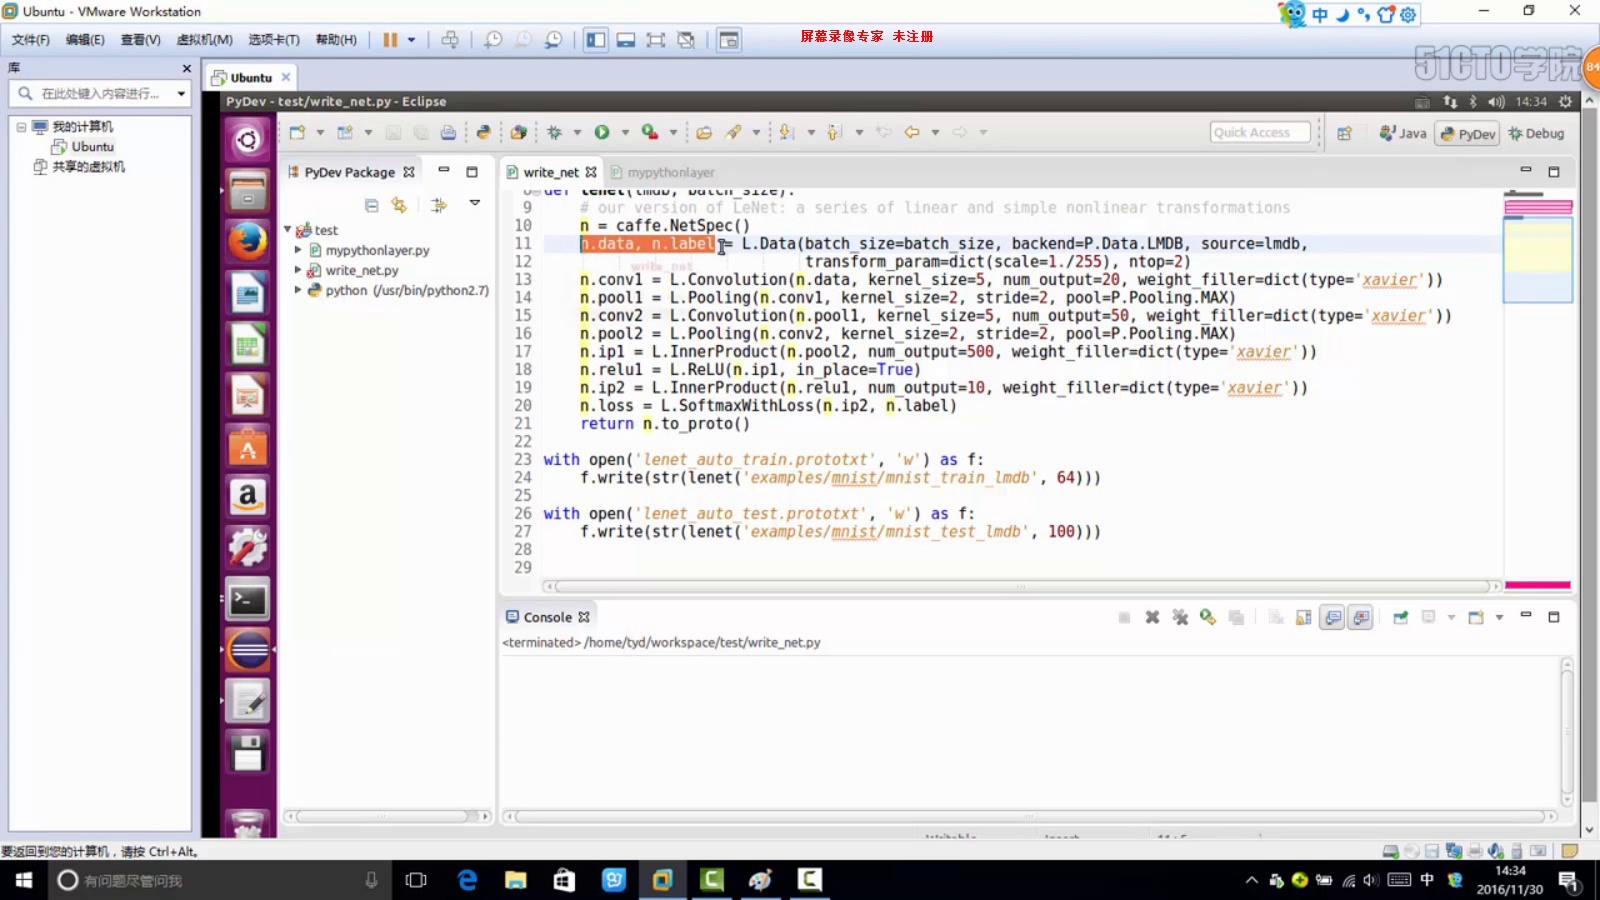 Ubuntu - VMware Workstation
中
文件(F) 编辑(E) 查看(V) 虚拟机(M) 选项卡(T) 帮助(H)
屏幕录像专家 未注册
51CTO学院
84
库
Ubuntu
在此处键入内容进行...
我的计算机
Ubuntu
共享的虚拟机
PyDev - test/write_net.py - Eclipse
14:34
Quick Access
Java
PyDev
Debug
PyDev Package
write_net
mypythonlayer
test
mypythonlayer.py
write_net.py
python (/usr/bin/python2.7)
8 def lenet(lmdb, batch_size):
9 # our version of LeNet: a series of linear and simple nonlinear transformations
10 n = caffe.NetSpec()
11 n.data, n.label = L.Data(batch_size=batch_size, backend=P.Data.LMDB, source=lmdb,
12 transform_param=dict(scale=1./255), ntop=2)
write_net
13 n.conv1 = L.Convolution(n.data, kernel_size=5, num_output=20, weight_filler=dict(type='xavier'))
14 n.pool1 = L.Pooling(n.conv1, kernel_size=2, stride=2, pool=P.Pooling.MAX)
15 n.conv2 = L.Convolution(n.pool1, kernel_size=5, num_output=50, weight_filler=dict(type='xavier'))
16 n.pool2 = L.Pooling(n.conv2, kernel_size=2, stride=2, pool=P.Pooling.MAX)
17 n.ip1 = L.InnerProduct(n.pool2, num_output=500, weight_filler=dict(type='xavier'))
18 n.relu1 = L.ReLU(n.ip1, in_place=True)
19 n.ip2 = L.InnerProduct(n.relu1, num_output=10, weight_filler=dict(type='xavier'))
20 n.loss = L.SoftmaxWithLoss(n.ip2, n.label)
21 return n.to_proto()
22
23 with open('lenet_auto_train.prototxt', 'w') as f:
24 f.write(str(lenet('examples/mnist/mnist_train_lmdb', 64)))
25
26 with open('lenet_auto_test.prototxt', 'w') as f:
27 f.write(str(lenet('examples/mnist/mnist_test_lmdb', 100)))
28
29
Console
<terminated> /home/tyd/workspace/test/write_net.py
要返回到您的计算机，请按 Ctrl+Alt。
有问题尽管问我
中
14:34
2016/11/30
1